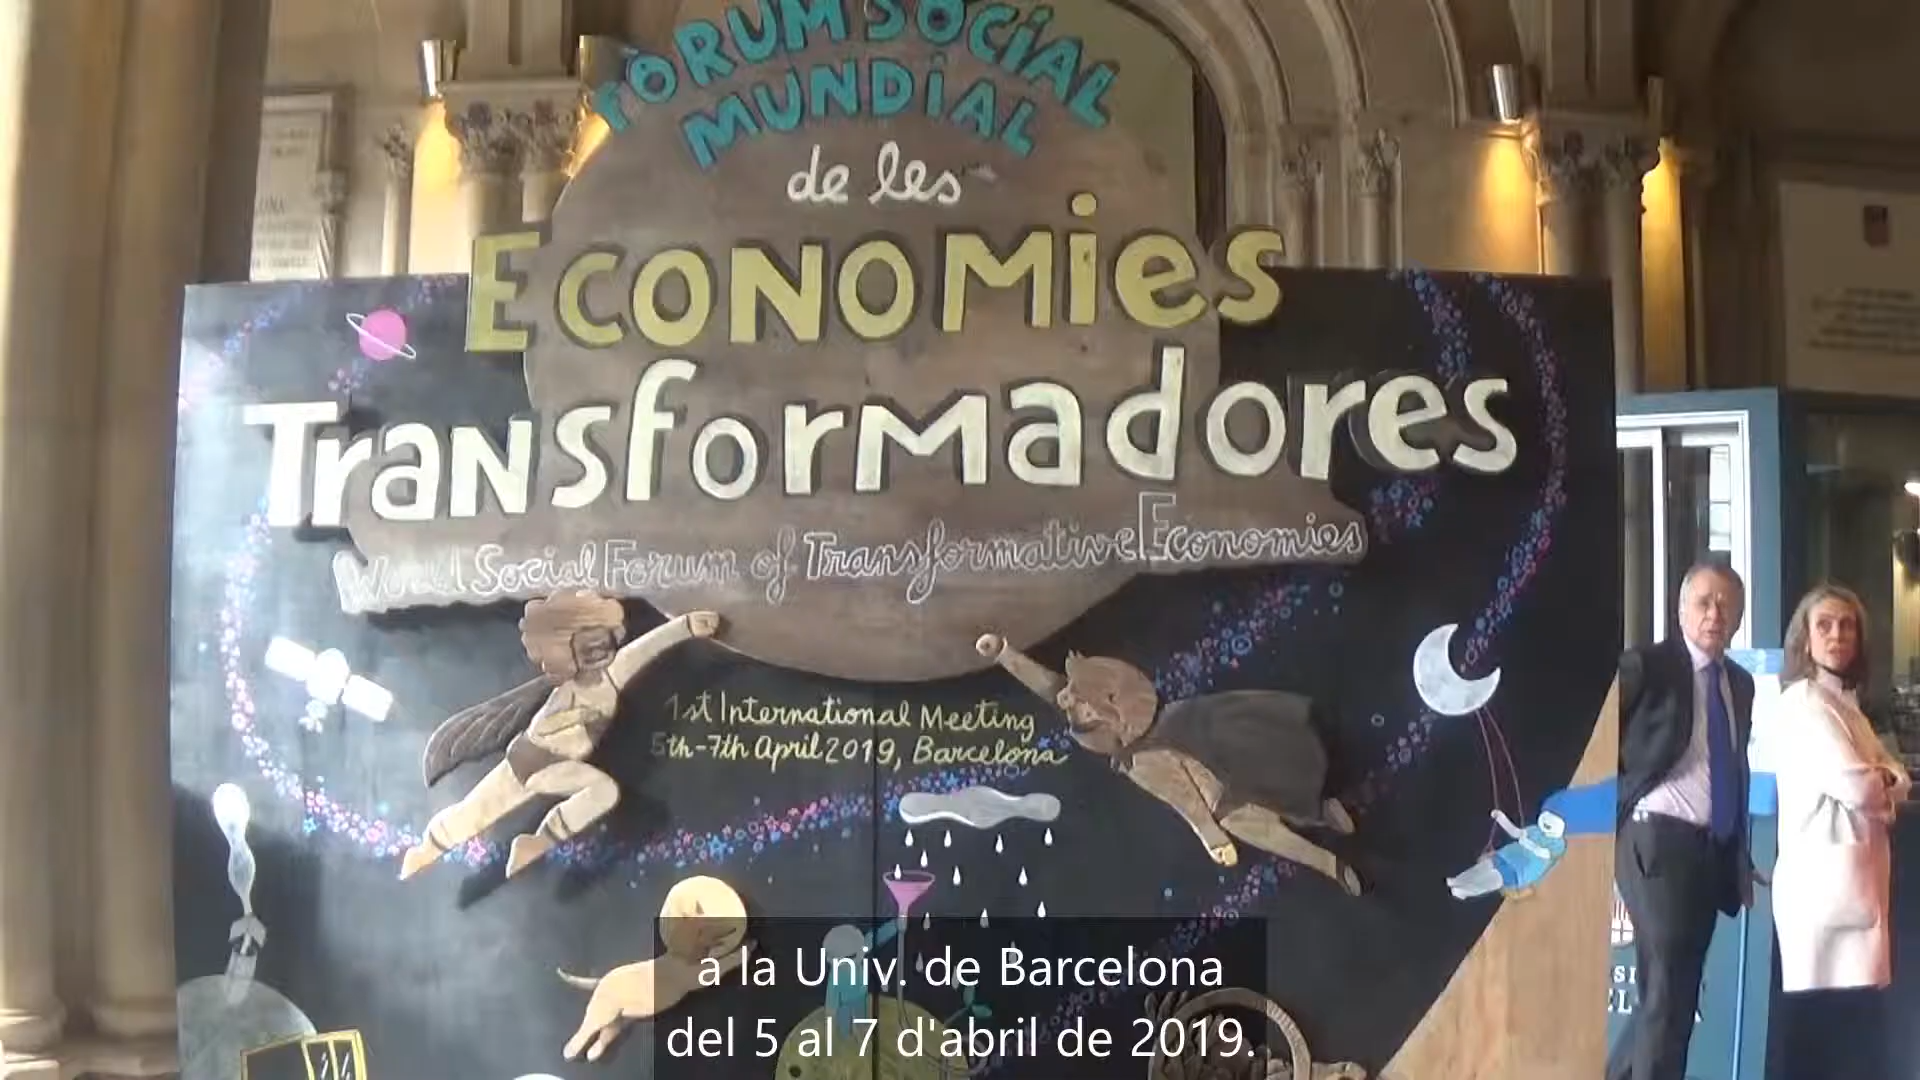 FÒRUM SOCIAL
MUNDIAL
de les
ECONOMIES
TRANSFORMADORES
World Social Forum of Transformative Economies
1st International Meeting
5th-7th April 2019, Barcelona
a la Univ. de Barcelona
del 5 al 7 d'abril de 2019.